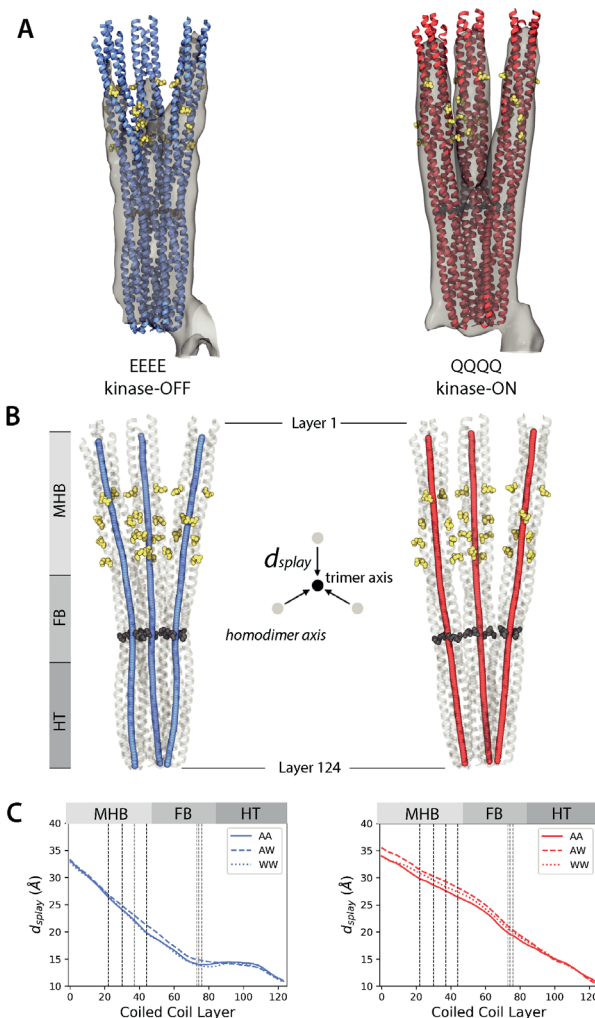 A
EEEE
kinase-OFF
QQQQ
kinase-ON
B
Layer 1
MHB
FB
HT
dsplay
trimer axis
homodimer axis
Layer 124
C
MHB FB HT
40
35
30
25
20
15
10
dsplay (Å)
AA
AW
WW
0 20 40 60 80 100 120
Coiled Coil Layer
MHB FB HT
40
35
30
25
20
15
10
dsplay (Å)
AA
AW
WW
0 20 40 60 80 100 120
Coiled Coil Layer